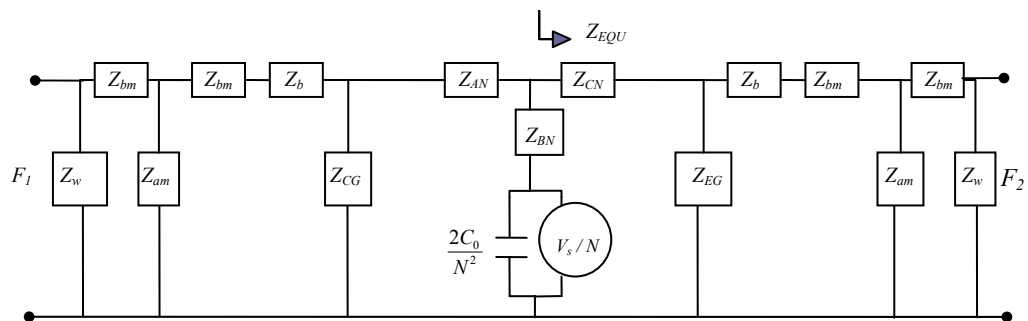 Z_EQU
Z_bm Z_bm Z_b Z_AN Z_CN Z_b Z_bm Z_bm
Z_BN
F_1 Z_w Z_am Z_CG Z_EG Z_am Z_w F_2
2C_0 / N^2
V_s / N